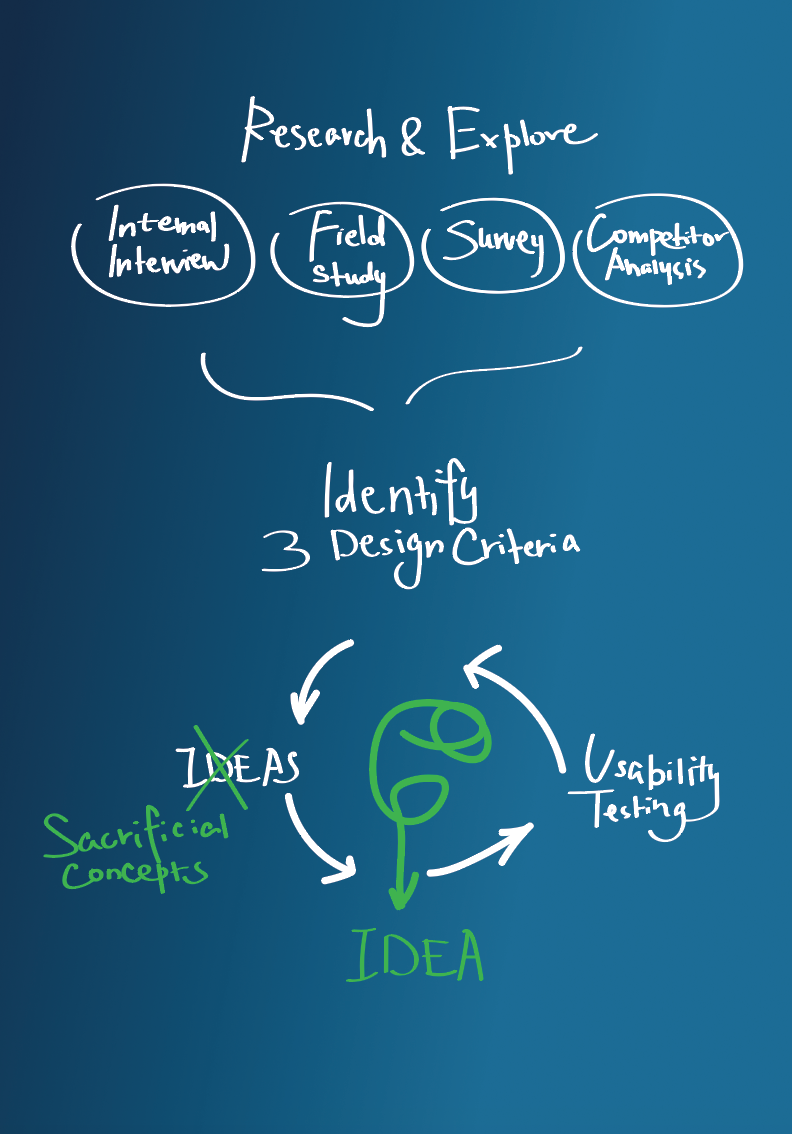 Research & Explore
Internal
Interview
Field
Study
Survey
Competitor
Analysis
Identify
3 Design Criteria
IDEAS
Sacrificial
Concepts
Usability
Testing
IDEA